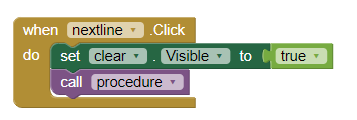 when nextline .Click
do set clear . Visible to true
call procedure